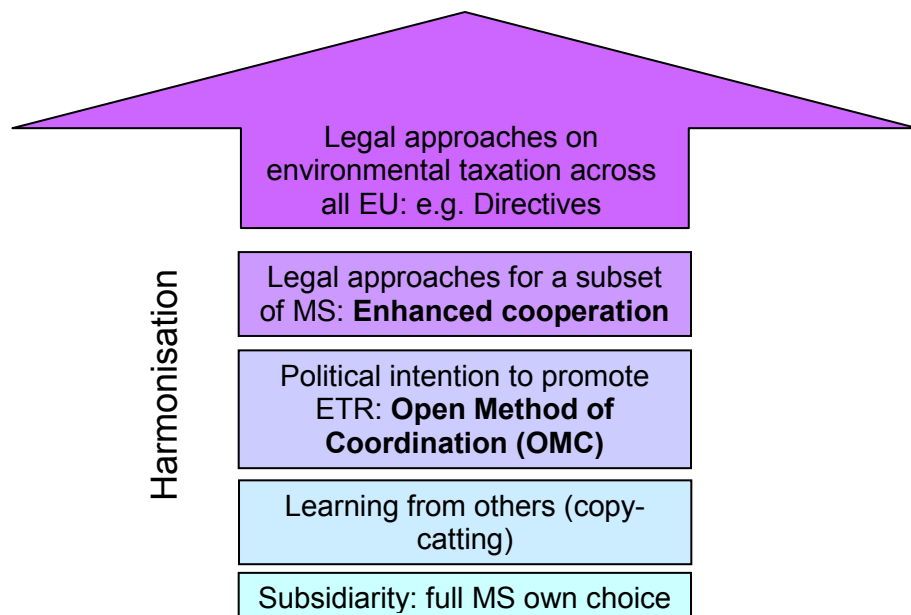 Legal approaches on
environmental taxation across
all EU: e.g. Directives
Harmonisation
Legal approaches for a subset
of MS: Enhanced cooperation
Political intention to promote
ETR: Open Method of
Coordination (OMC)
Learning from others (copy-
catting)
Subsidiarity: full MS own choice